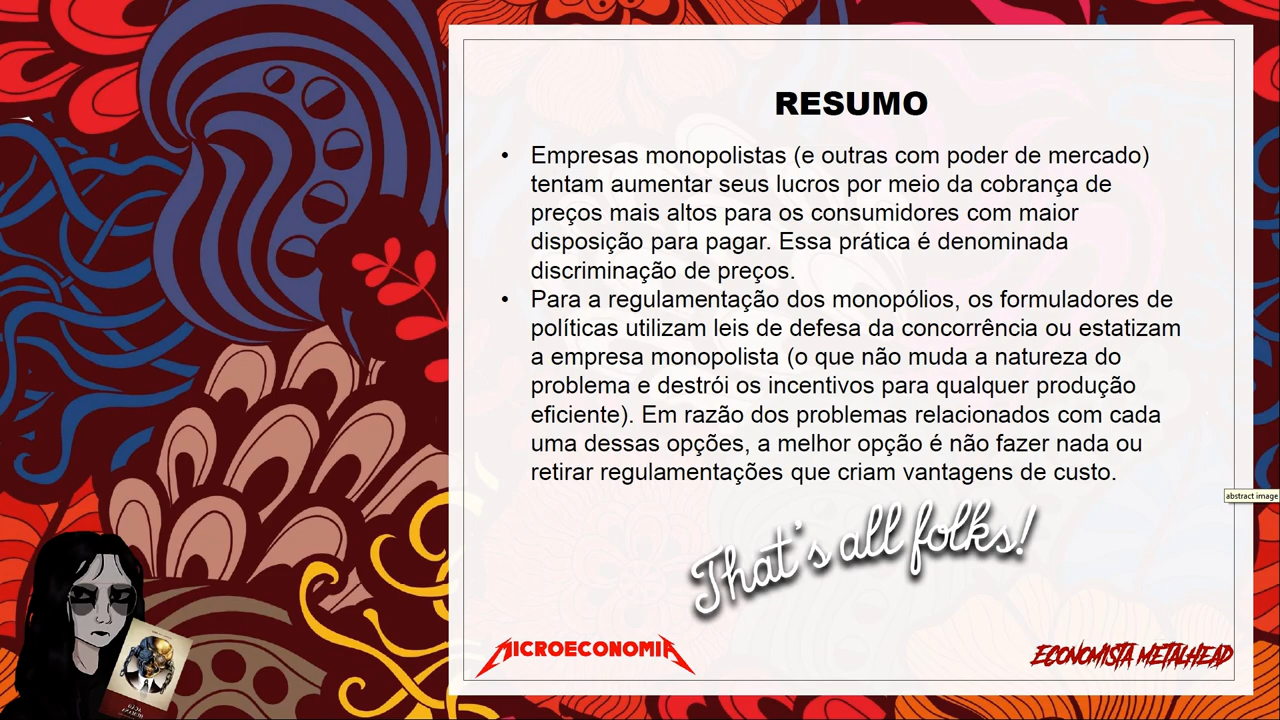 RESUMO
• Empresas monopolistas (e outras com poder de mercado)
tentam aumentar seus lucros por meio da cobrança de
preços mais altos para os consumidores com maior
disposição para pagar. Essa prática é denominada
discriminação de preços.
• Para a regulamentação dos monopólios, os formuladores de
políticas utilizam leis de defesa da concorrência ou estatizam
a empresa monopolista (o que não muda a natureza do
problema e destrói os incentivos para qualquer produção
eficiente). Em razão dos problemas relacionados com cada
uma dessas opções, a melhor opção é não fazer nada ou
retirar regulamentações que criam vantagens de custo.
abstract image
That's all folks!
MICROECONOMIA
ECONOMISTA METALHEAD